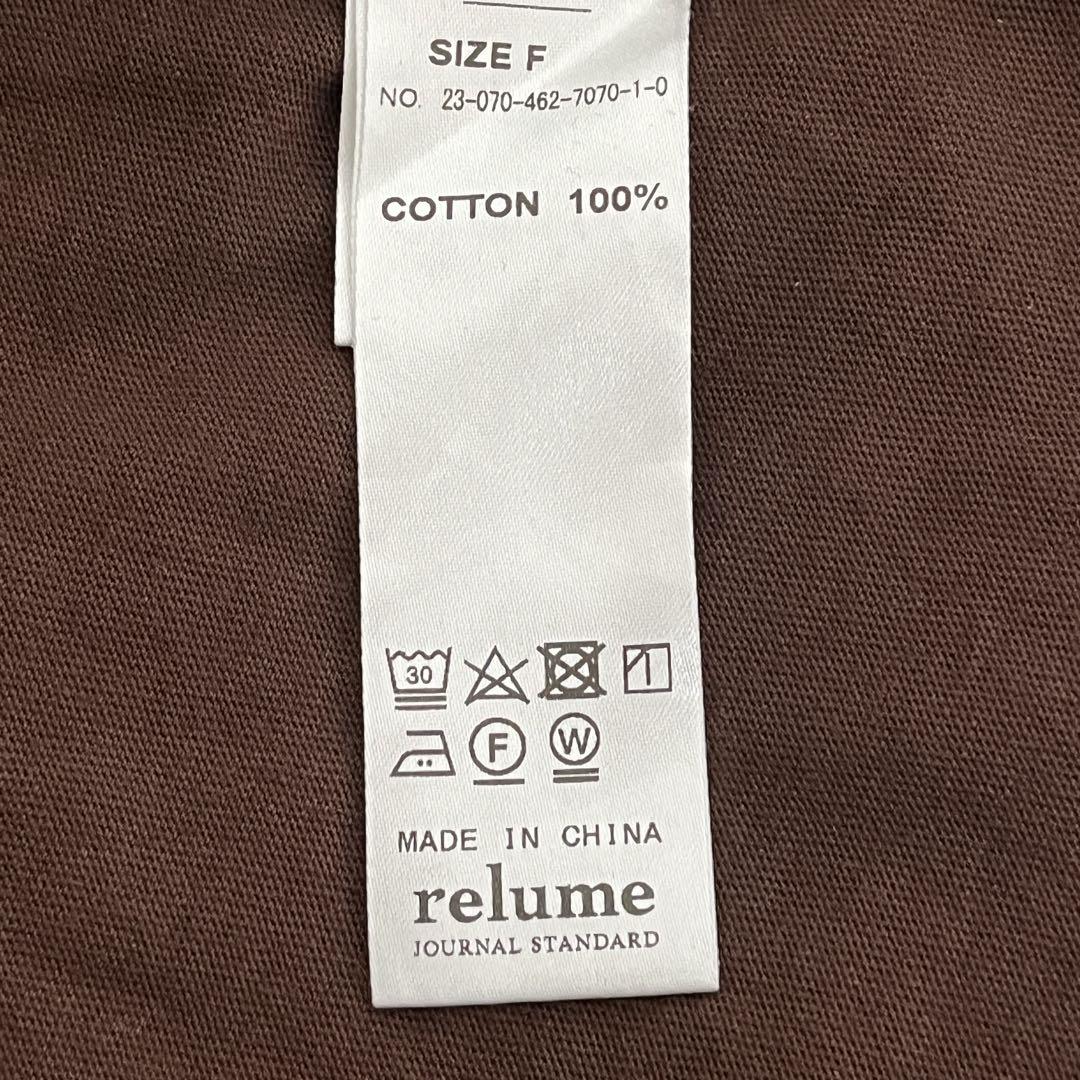 SIZE F
NO. 23-070-462-7070-1-0
COTTON 100%
30
F W
MADE IN CHINA
relume
JOURNAL STANDARD